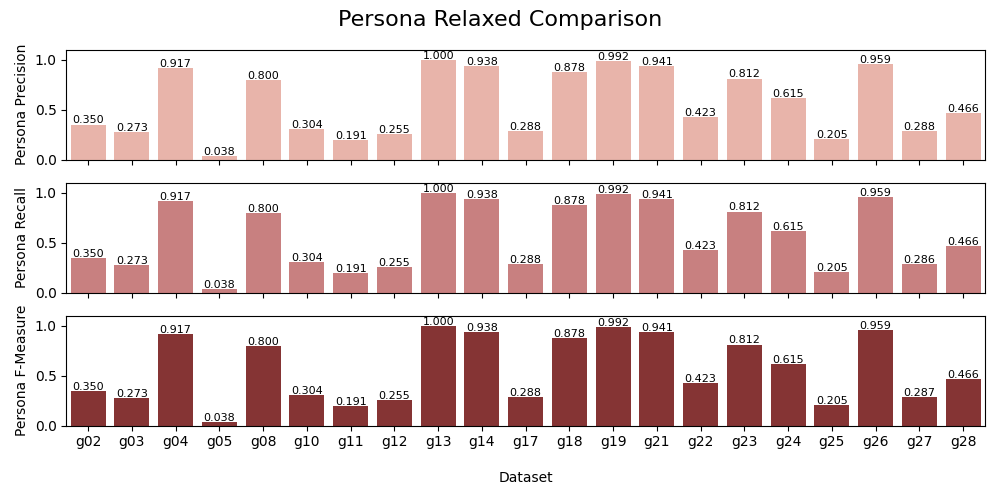 Persona Relaxed Comparison
Persona Precision
1.0
0.5
0.0
0.350 0.273 0.917 0.038 0.800 0.304 0.191 0.255 1.000 0.938 0.288 0.878 0.992 0.941 0.423 0.812 0.615 0.205 0.959 0.288 0.466
Persona Recall
1.0
0.5
0.0
0.350 0.273 0.917 0.038 0.800 0.304 0.191 0.255 1.000 0.938 0.288 0.878 0.992 0.941 0.423 0.812 0.615 0.205 0.959 0.286 0.466
Persona F-Measure
1.0
0.5
0.0
0.350 0.273 0.917 0.038 0.800 0.304 0.191 0.255 1.000 0.938 0.288 0.878 0.992 0.941 0.423 0.812 0.615 0.205 0.959 0.287 0.466
g02 g03 g04 g05 g08 g10 g11 g12 g13 g14 g17 g18 g19 g21 g22 g23 g24 g25 g26 g27 g28
Dataset